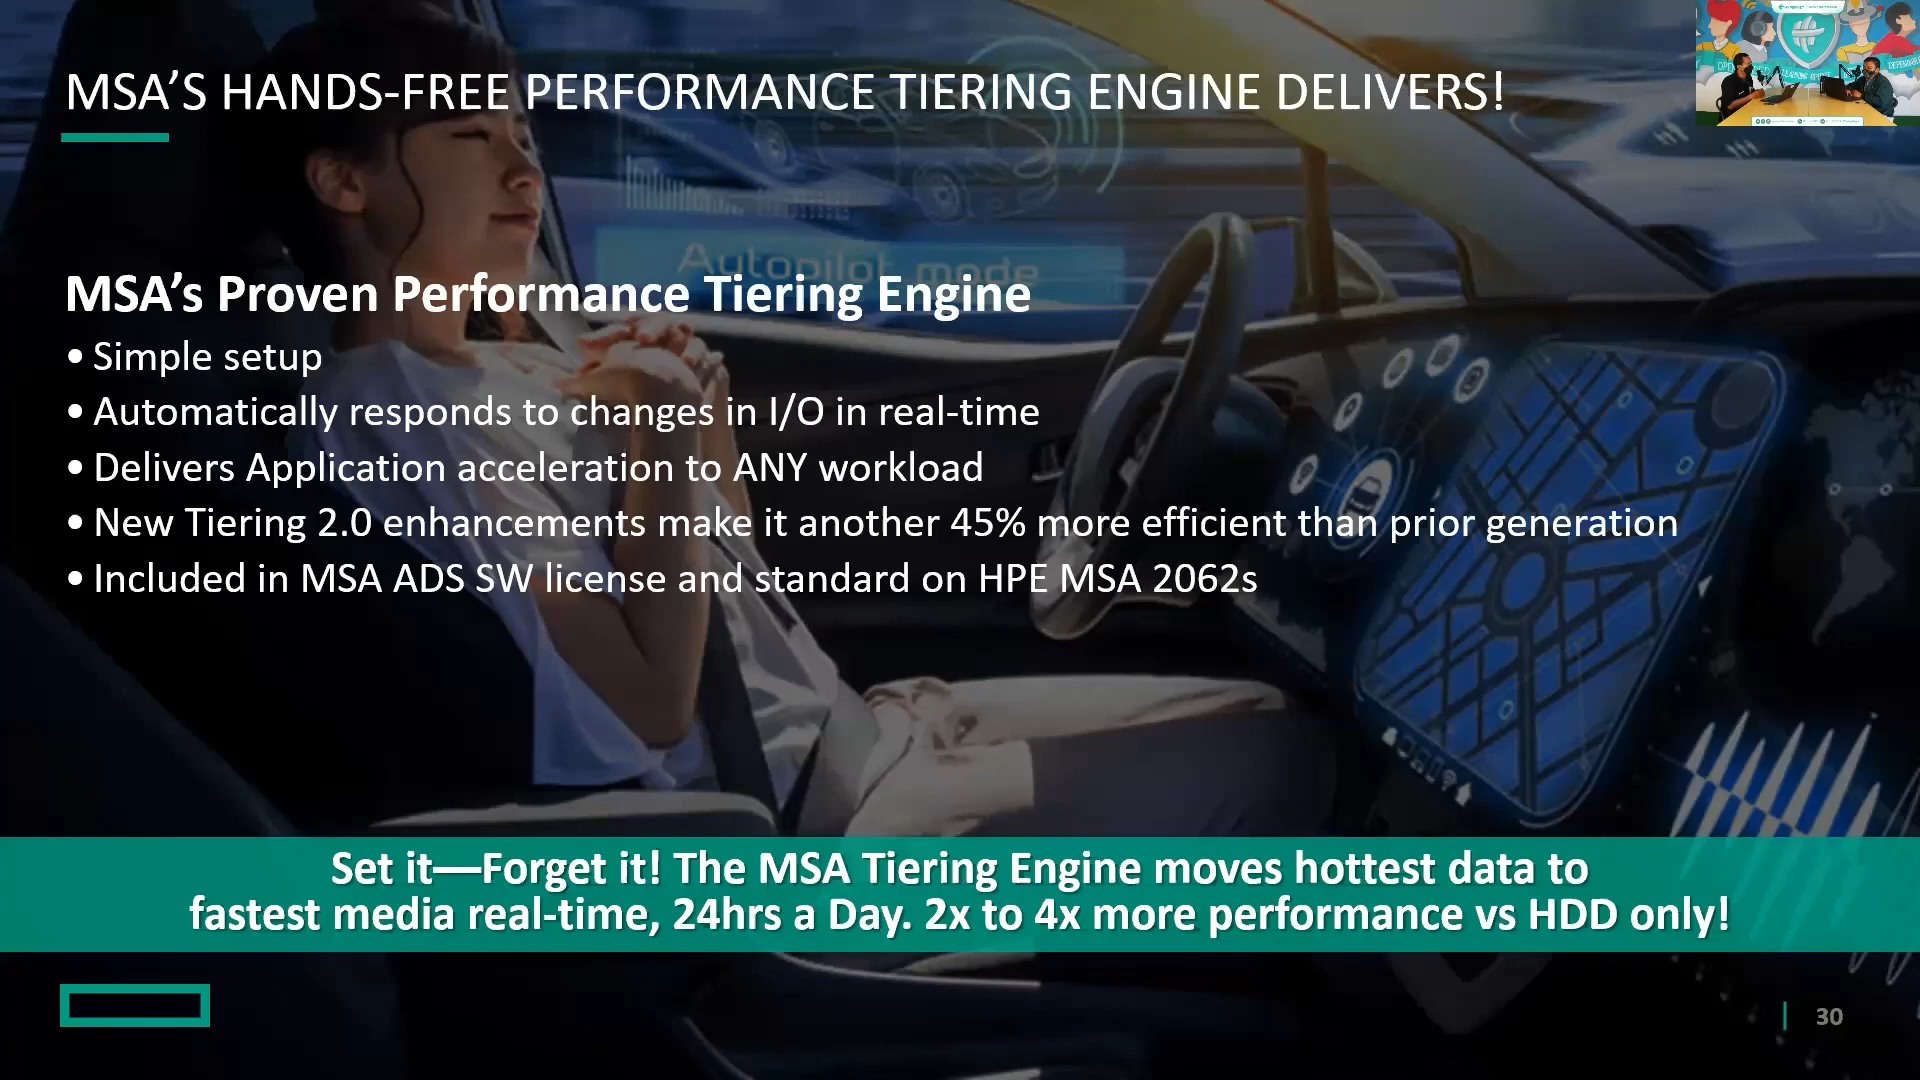 MSA’S HANDS-FREE PERFORMANCE TIERING ENGINE DELIVERS!
Autopilot mode
MSA’s Proven Performance Tiering Engine
• Simple setup
• Automatically responds to changes in I/O in real-time
• Delivers Application acceleration to ANY workload
• New Tiering 2.0 enhancements make it another 45% more efficient than prior generation
• Included in MSA ADS SW license and standard on HPE MSA 2062s
Set it—Forget it! The MSA Tiering Engine moves hottest data to
fastest media real-time, 24hrs a Day. 2x to 4x more performance vs HDD only!
30